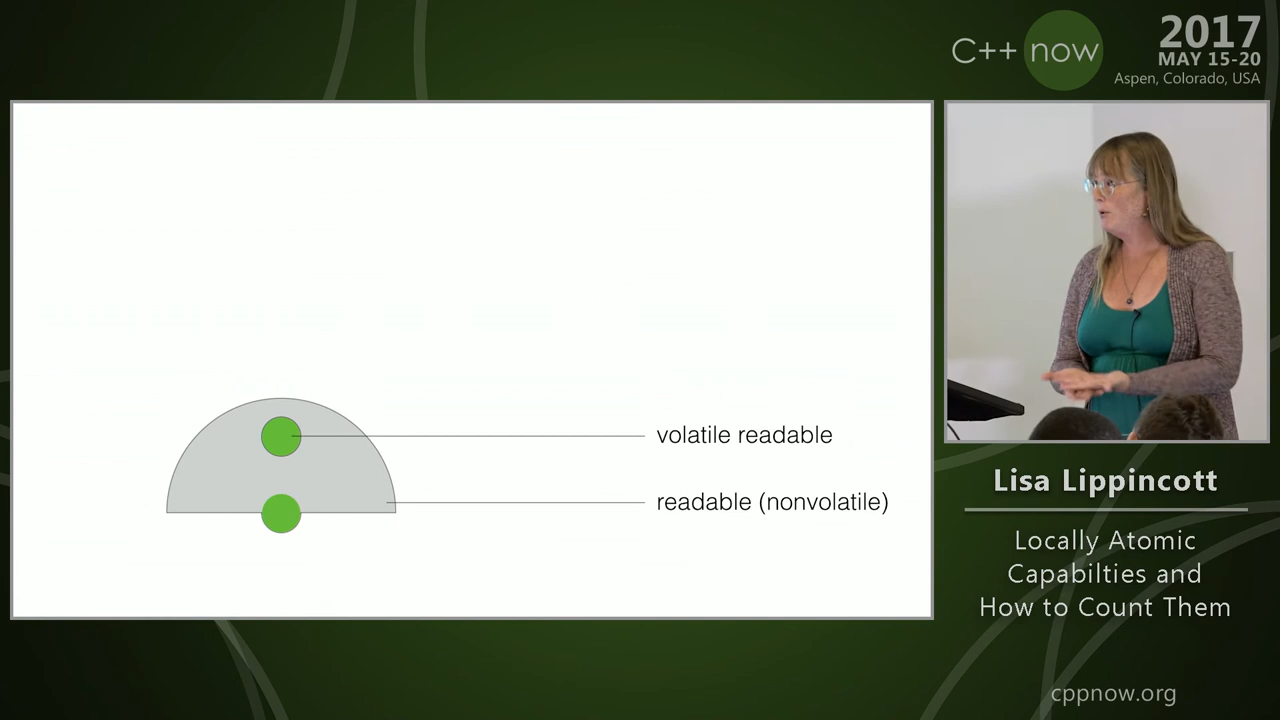 C++ now
2017
MAY 15-20
Aspen, Colorado, USA
volatile readable
readable (nonvolatile)
Lisa Lippincott
Locally Atomic
Capabilties and
How to Count Them
cppnow.org